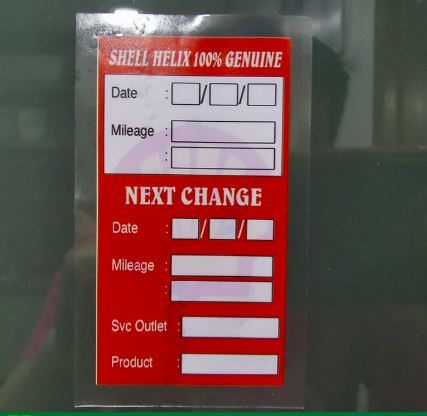 SHELL HELIX 100% GENUINE
Date : / /
Mileage :
:
NEXT CHANGE
Date : / /
Mileage :
:
Svc Outlet :
Product :